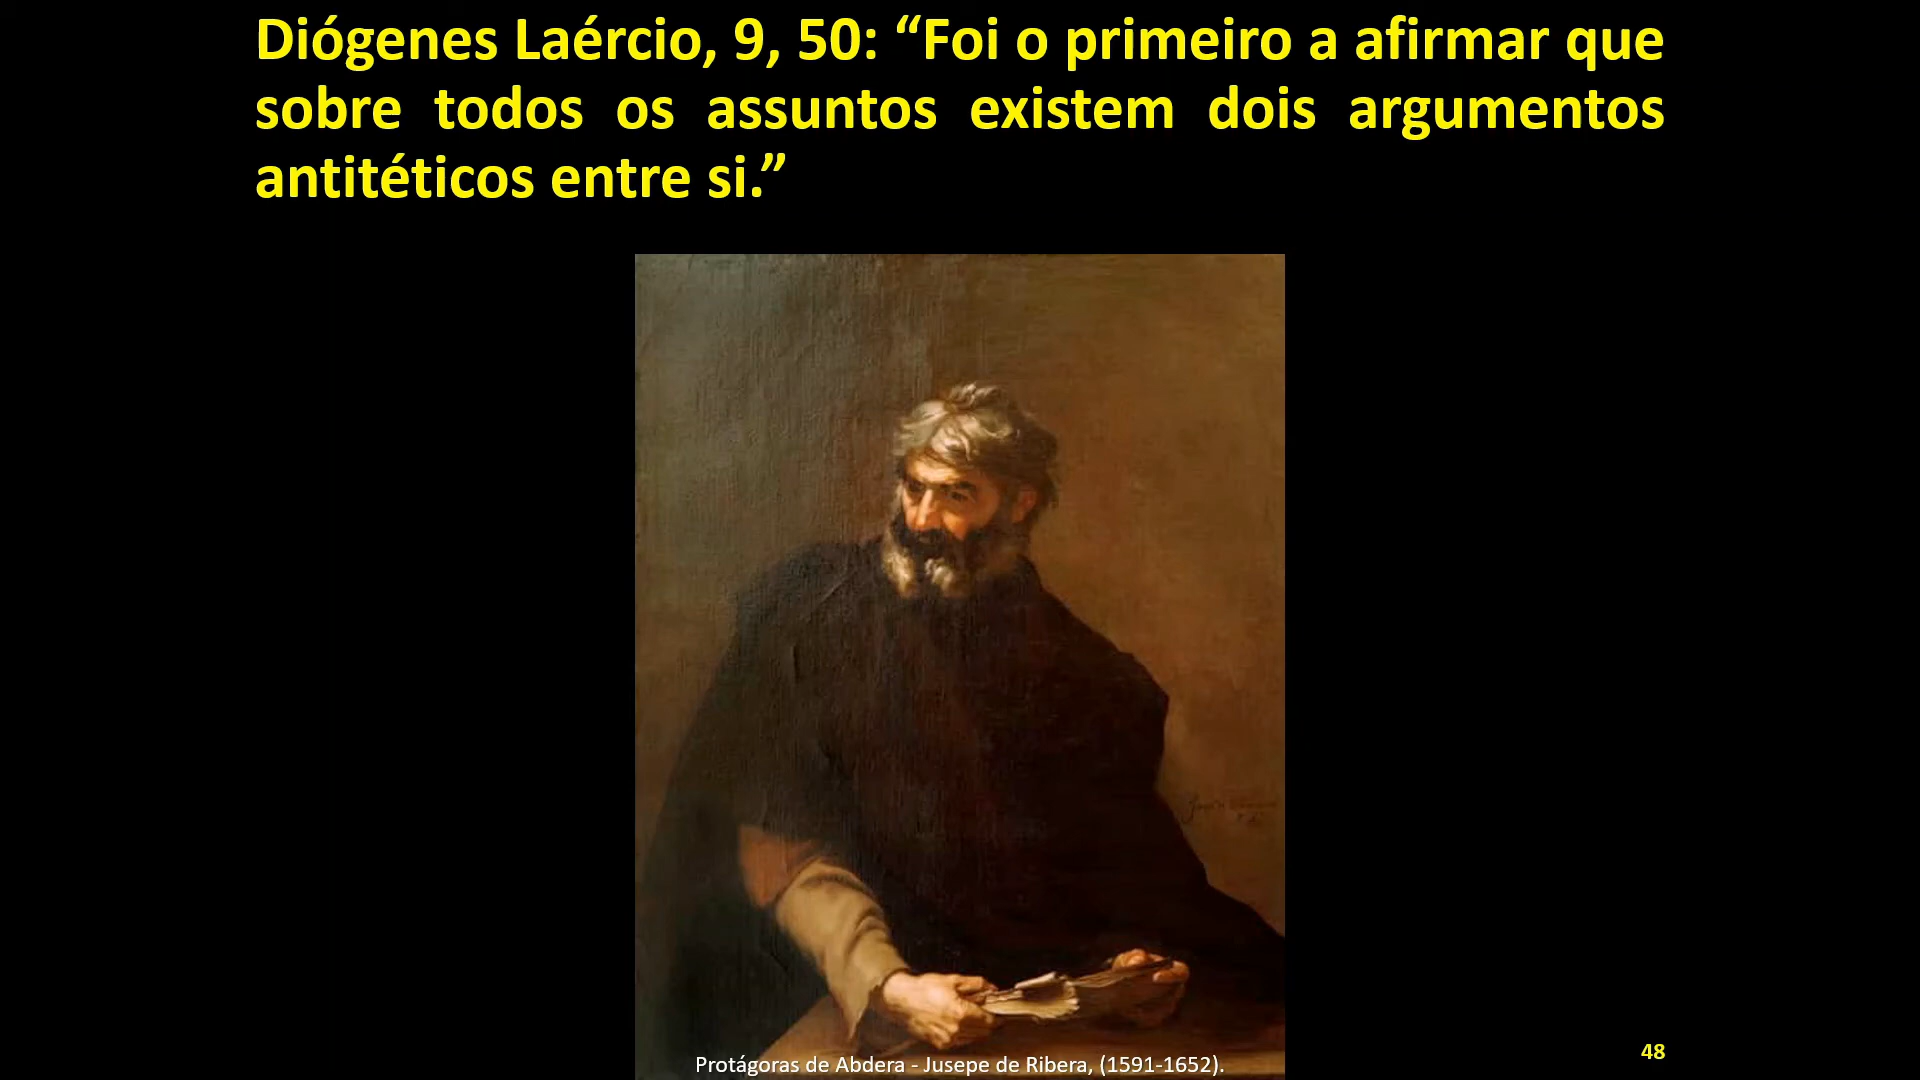 Diógenes Laércio, 9, 50: “Foi o primeiro a afirmar que
sobre todos os assuntos existem dois argumentos
antitéticos entre si.”
Protágoras de Abdera - Jusepe de Ribera, (1591-1652).
48